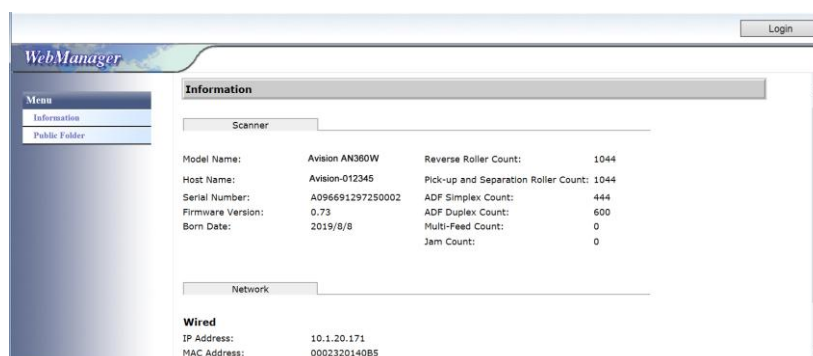 Login
WebManager
Menu
Information
Public Folder
Information
Scanner
Model Name: Avision AN360W Reverse Roller Count: 1044
Host Name: Avision-012345 Pick-up and Separation Roller Count: 1044
Serial Number: A096691297250002 ADF Simplex Count: 444
Firmware Version: 0.73 ADF Duplex Count: 600
Born Date: 2019/8/8 Multi-Feed Count: 0
Jam Count: 0
Network
Wired
IP Address: 10.1.20.171
MAC Address: 0002320140B5